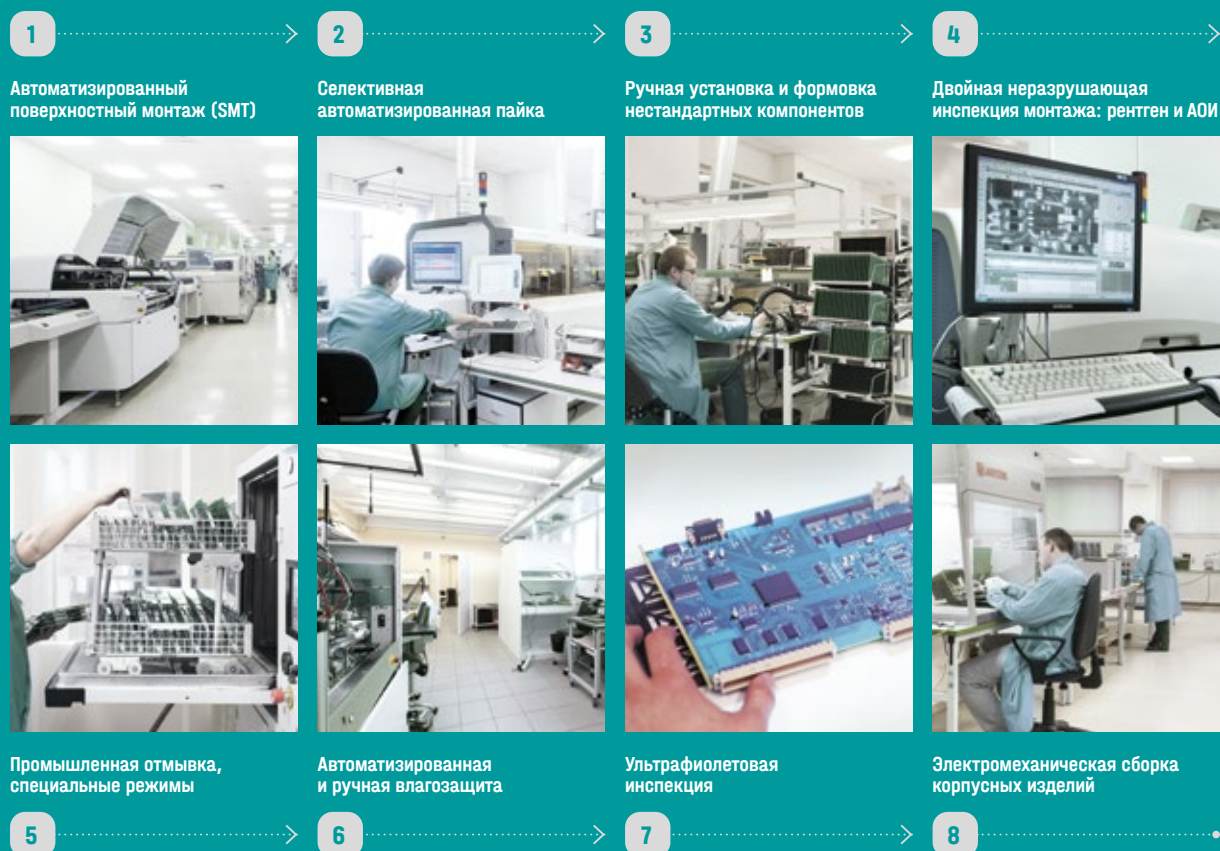 1
2
3
4
Автоматизированный
поверхностный монтаж (SMT)
Селективная
автоматизированная пайка
Ручная установка и формовка
нестандартных компонентов
Двойная неразрушающая
инспекция монтажа: рентген и АОИ
Промышленная отмывка,
специальные режимы
Автоматизированная
и ручная влагозащита
Ультрафиолетовая
инспекция
Электромеханическая сборка
корпусных изделий
5
6
7
8